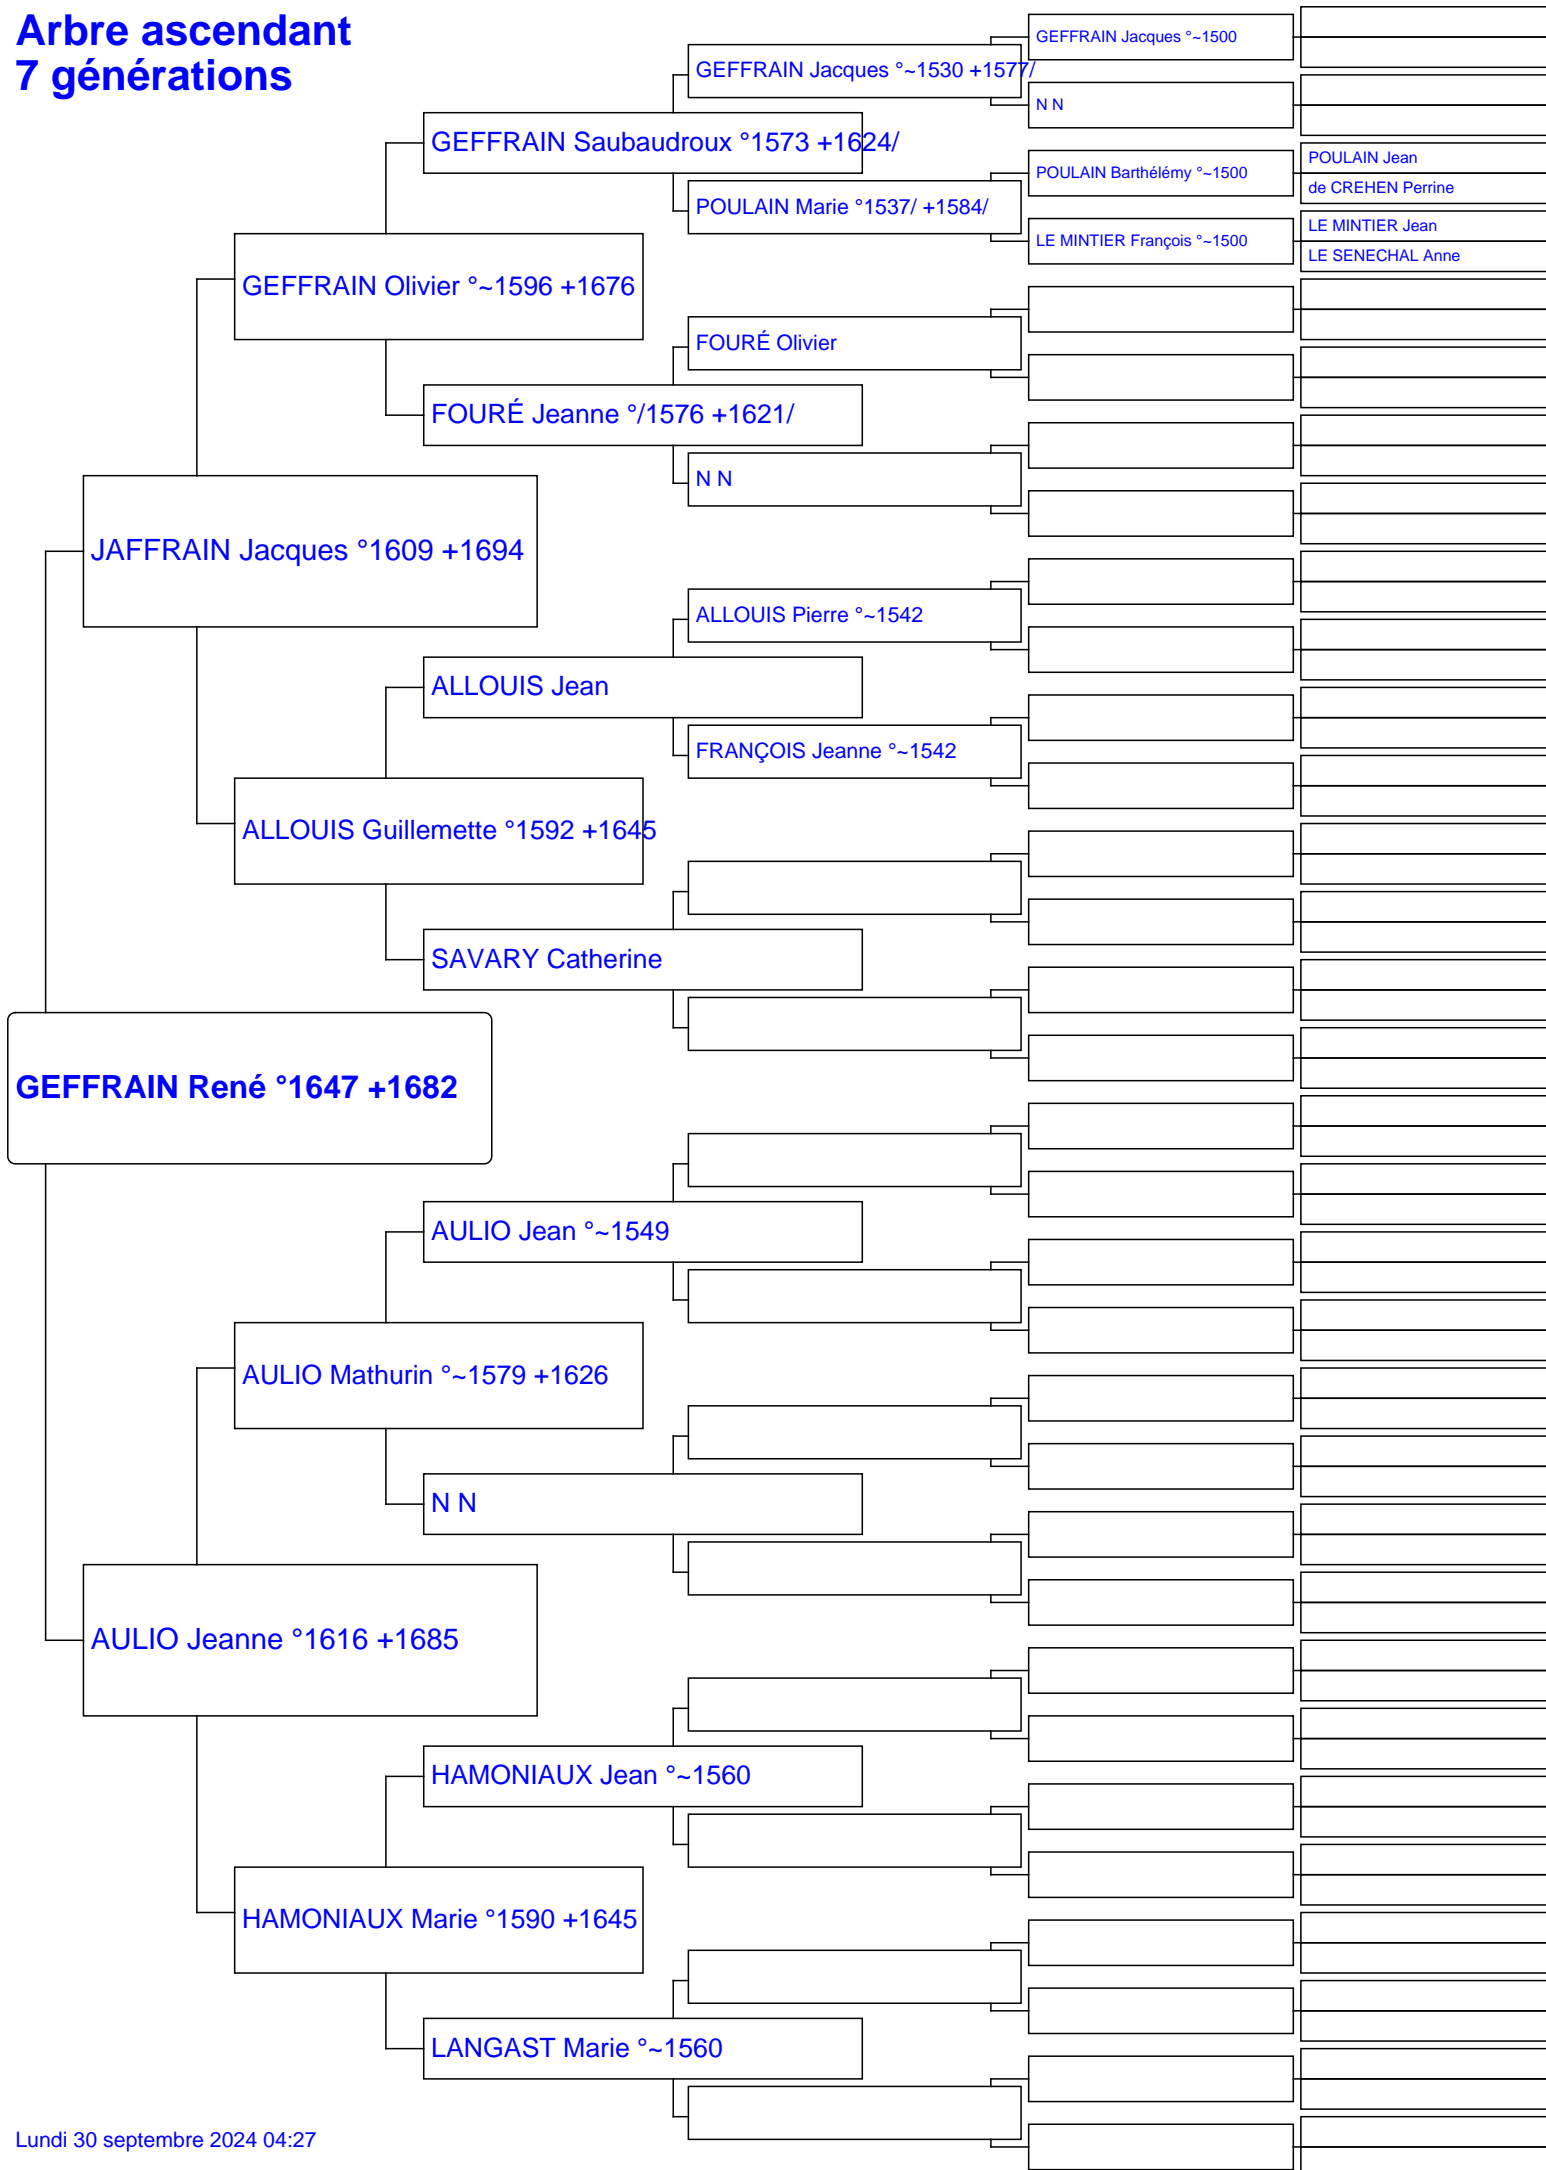 Arbre ascendant
7 générations
GEFFRAIN Jacques °~1500
GEFFRAIN Jacques °~1530 +1577/
N N
GEFFRAIN Saubaudroux °1573 +1624/
POULAIN Jean
POULAIN Barthélémy °~1500
de CREHEN Perrine
POULAIN Marie °1537/ +1584/
LE MINTIER Jean
LE MINTIER François °~1500
LE SENECHAL Anne
GEFFRAIN Olivier °~1596 +1676
FOURÉ Olivier
FOURÉ Jeanne °/1576 +1621/
N N
JAFFRAIN Jacques °1609 +1694
ALLOUIS Pierre °~1542
ALLOUIS Jean
FRANÇOIS Jeanne °~1542
ALLOUIS Guillemette °1592 +1645
SAVARY Catherine
GEFFRAIN René °1647 +1682
AULIO Jean °~1549
AULIO Mathurin °~1579 +1626
N N
AULIO Jeanne °1616 +1685
HAMONIAUX Jean °~1560
HAMONIAUX Marie °1590 +1645
LANGAST Marie °~1560
Lundi 30 septembre 2024 04:27